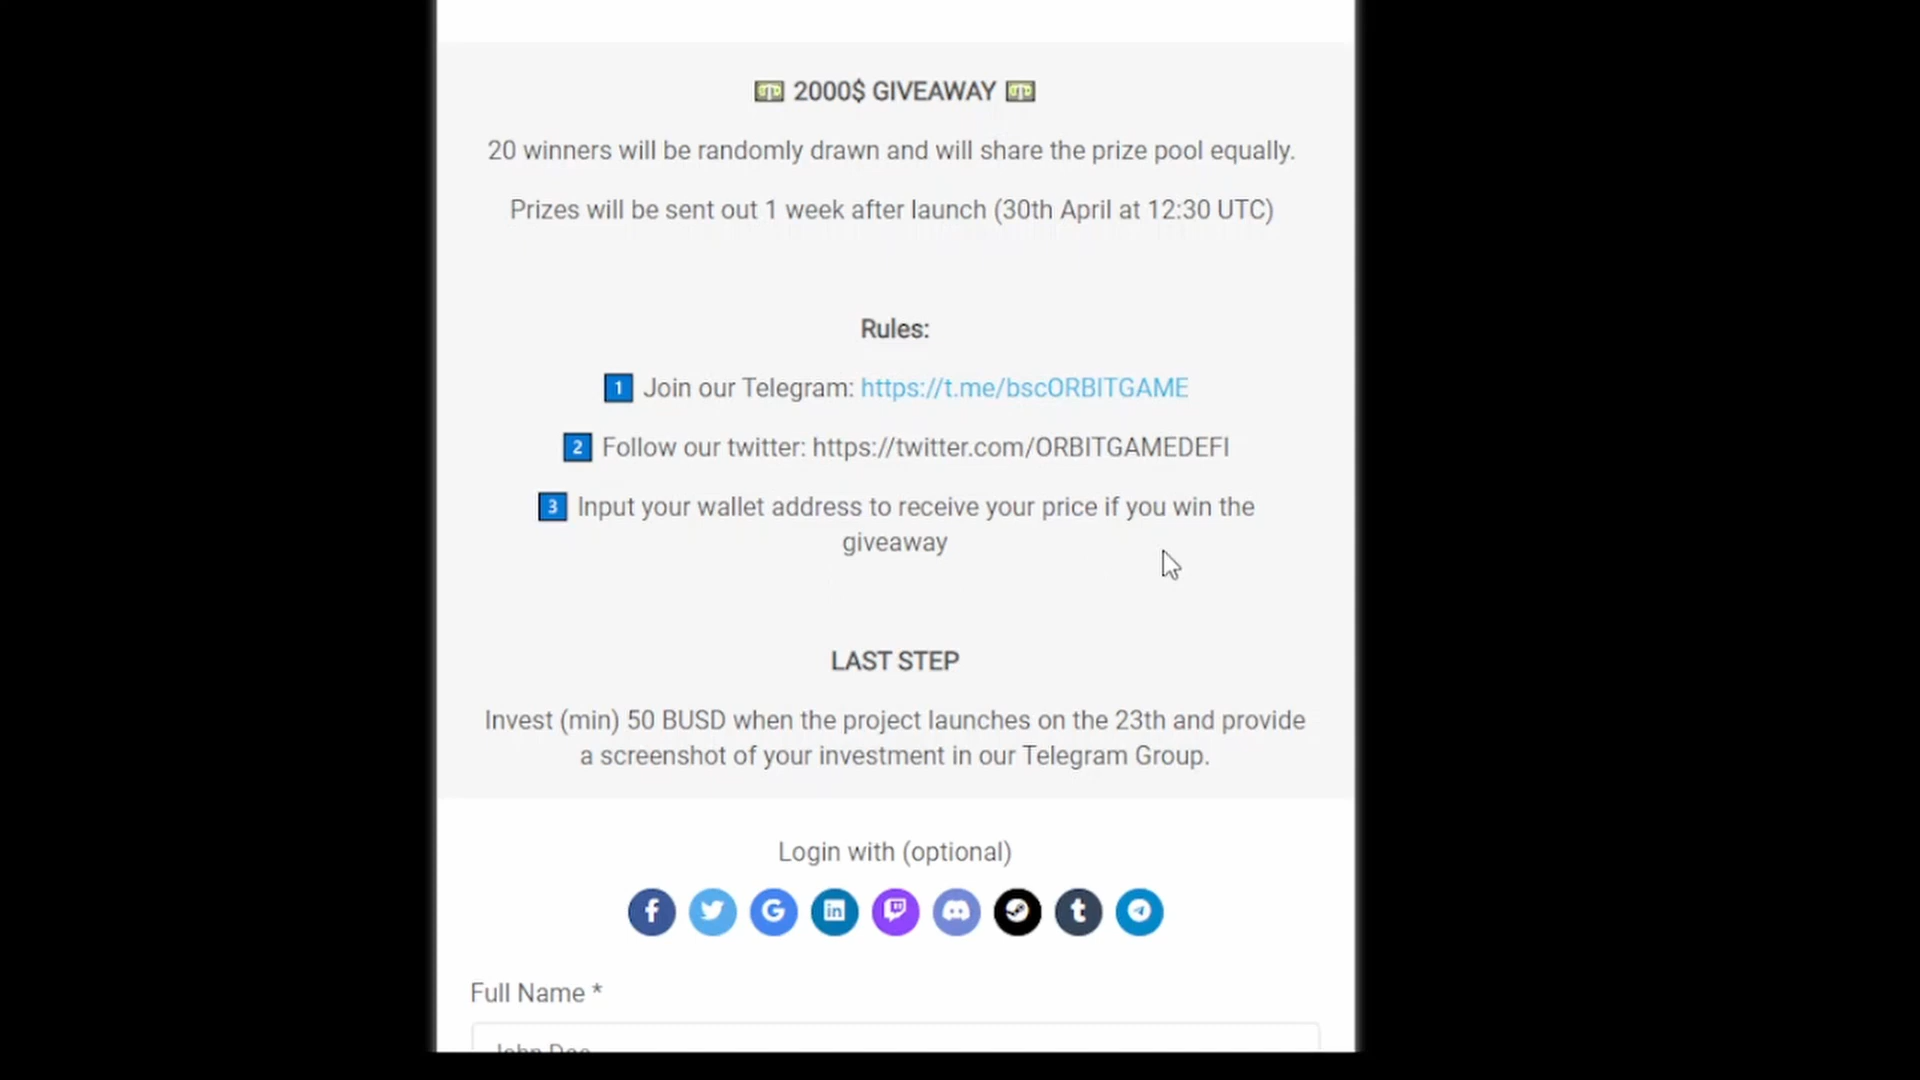 2000$ GIVEAWAY
20 winners will be randomly drawn and will share the prize pool equally.
Prizes will be sent out 1 week after launch (30th April at 12:30 UTC)
Rules:
1 Join our Telegram: https://t.me/bscORBITGAME
2 Follow our twitter: https://twitter.com/ORBITGAMEDEFI
3 Input your wallet address to receive your price if you win the
giveaway
LAST STEP
Invest (min) 50 BUSD when the project launches on the 23th and provide
a screenshot of your investment in our Telegram Group.
Login with (optional)
Full Name *
John Doe